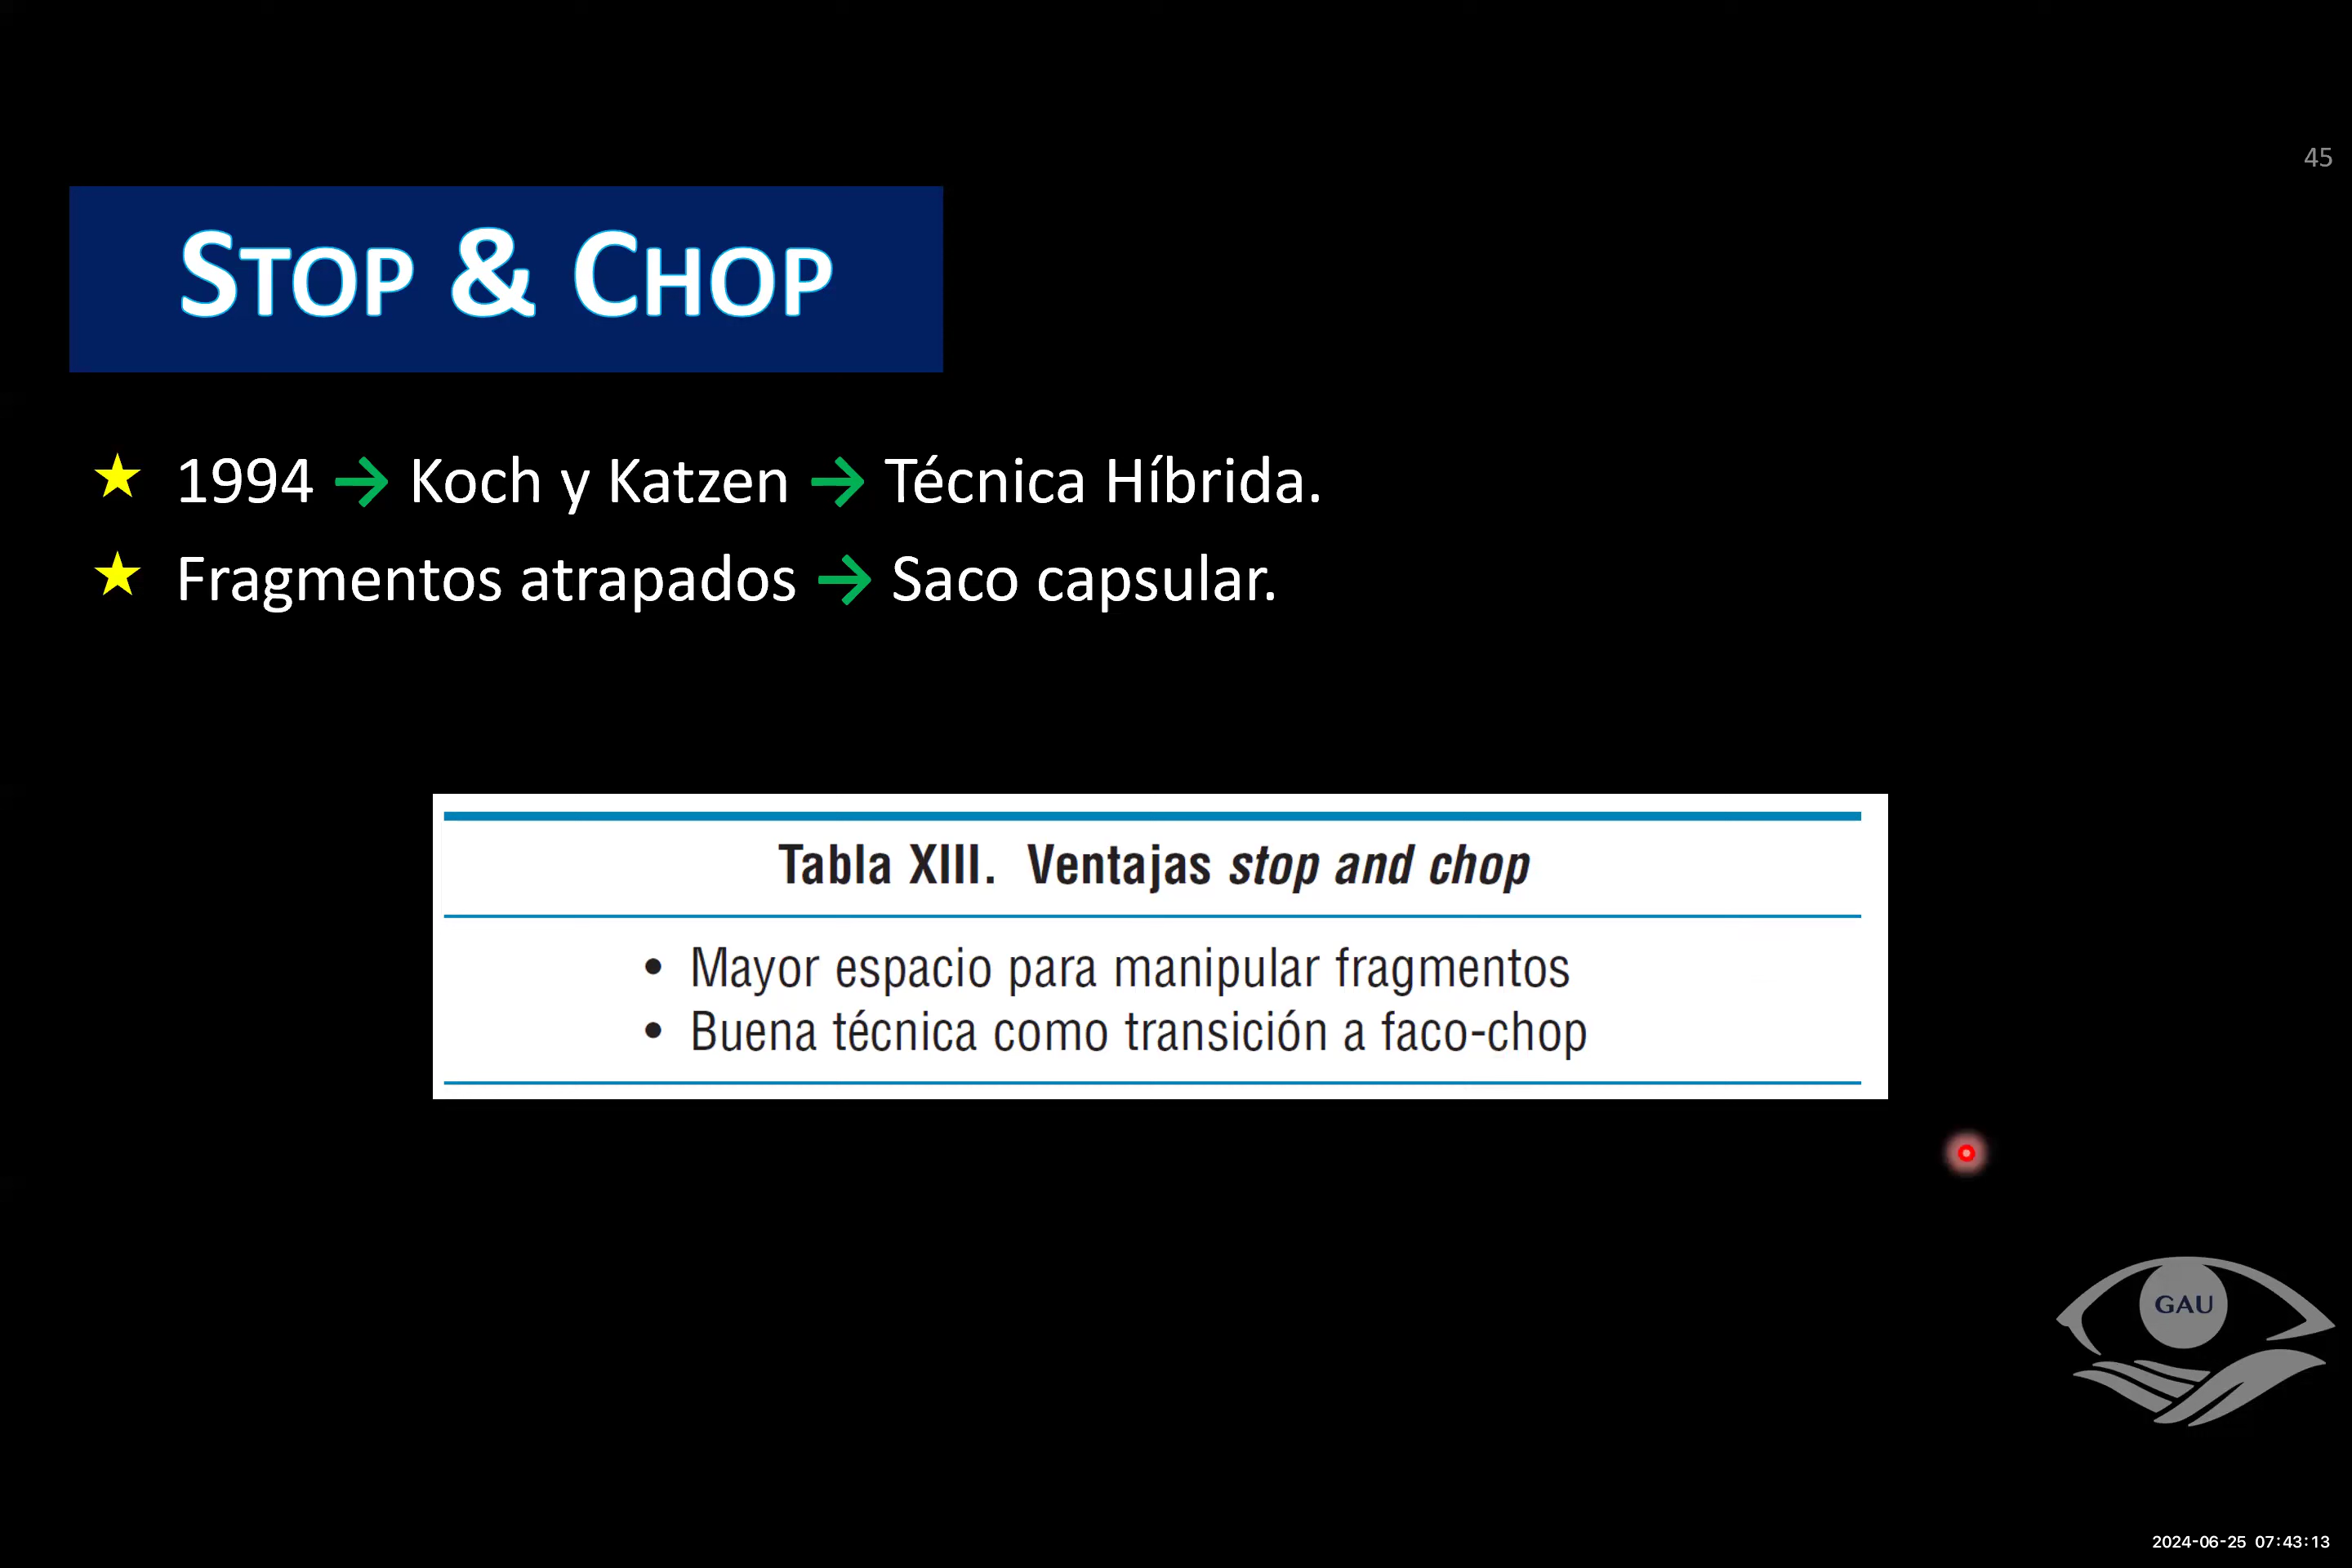 45
STOP & CHOP
★ 1994 → Koch y Katzen → Técnica Híbrida.
★ Fragmentos atrapados → Saco capsular.
Tabla XIII. Ventajas stop and chop
• Mayor espacio para manipular fragmentos
• Buena técnica como transición a faco-chop
GAU
2024-06-25 07:43:13